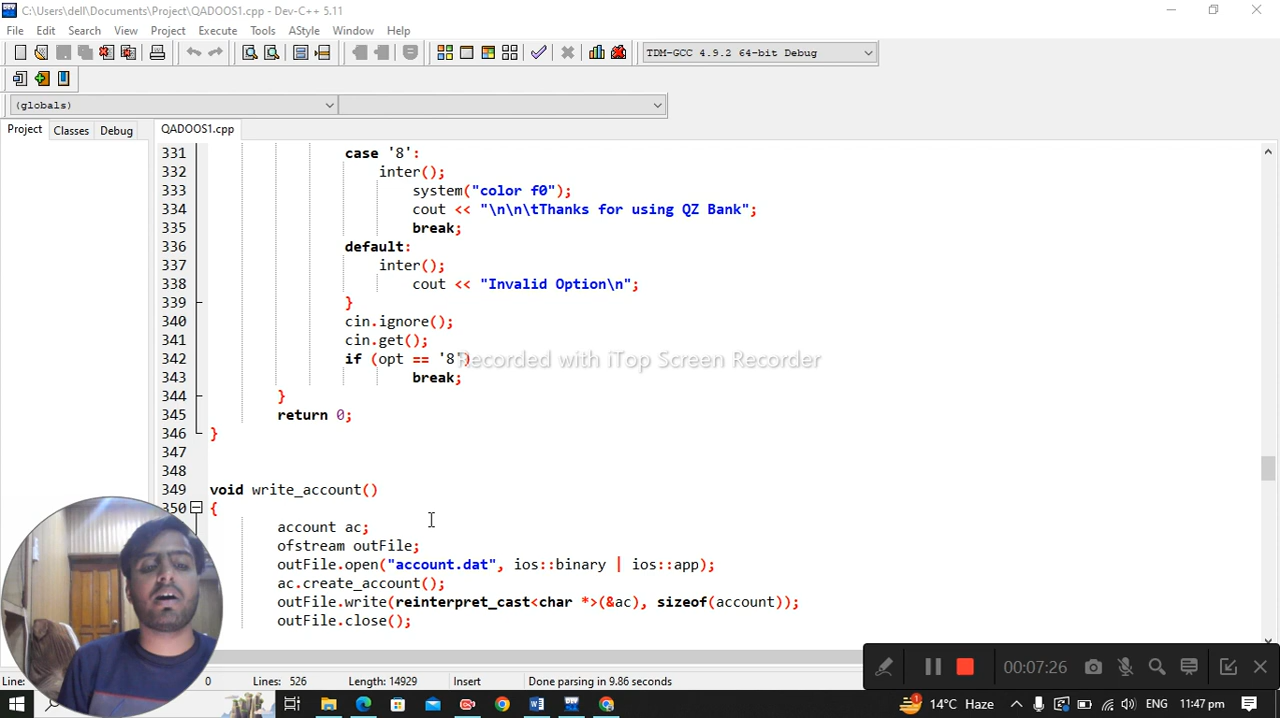 C:\Users\dell\Documents\Project\QADOOS1.cpp - Dev-C++ 5.11
File Edit Search View Project Execute Tools AStyle Window Help
TDM-GCC 4.9.2 64-bit Debug
(globals)
Project Classes Debug QADOOS1.cpp
331 case '8':
332 inter();
333 system("color f0");
334 cout << "\n\n\tThanks for using QZ Bank";
335 break;
336 default:
337 inter();
338 cout << "Invalid Option\n";
339 }
340 cin.ignore();
341 cin.get();
342 if (opt == '8')
Recorded with iTop Screen Recorder
343 break;
344 }
345 return 0;
346 }
347
348
349 void write_account()
350 {
account ac;
ofstream outFile;
outFile.open("account.dat", ios::binary | ios::app);
ac.create_account();
outFile.write(reinterpret_cast<char *>(&ac), sizeof(account));
outFile.close();
00:07:26
Line: 0 Lines: 526 Length: 14929 Insert Done parsing in 9.86 seconds
14°C Haze ENG 11:47 pm